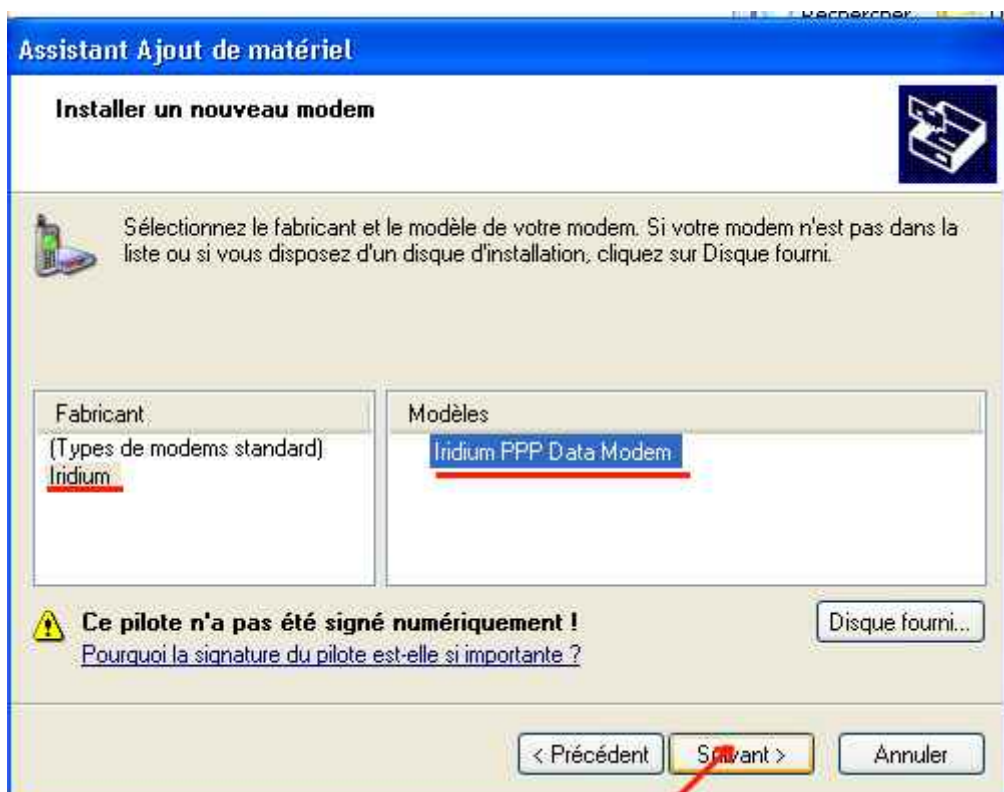 Rechercher
Assistant Ajout de matériel
Installer un nouveau modem
Sélectionnez le fabricant et le modèle de votre modem. Si votre modem n'est pas dans la
liste ou si vous disposez d'un disque d'installation, cliquez sur Disque fourni.
Fabricant
Modèles
(Types de modems standard)
Iridium
Iridium PPP Data Modem
Ce pilote n'a pas été signé numériquement !
Disque fourni...
Pourquoi la signature du pilote est-elle si importante ?
< Précédent
Suivant >
Annuler